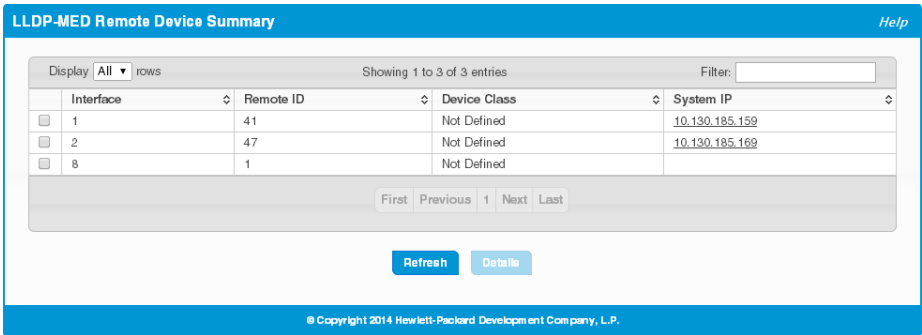 LLDP-MED Remote Device Summary Help
Display All rows Showing 1 to 3 of 3 entries Filter:
Interface Remote ID Device Class System IP
1 41 Not Defined 10.130.185.159
2 47 Not Defined 10.130.185.169
8 1 Not Defined
First Previous 1 Next Last
Refresh Details
© Copyright 2014 Hewlett-Packard Development Company, L.P.